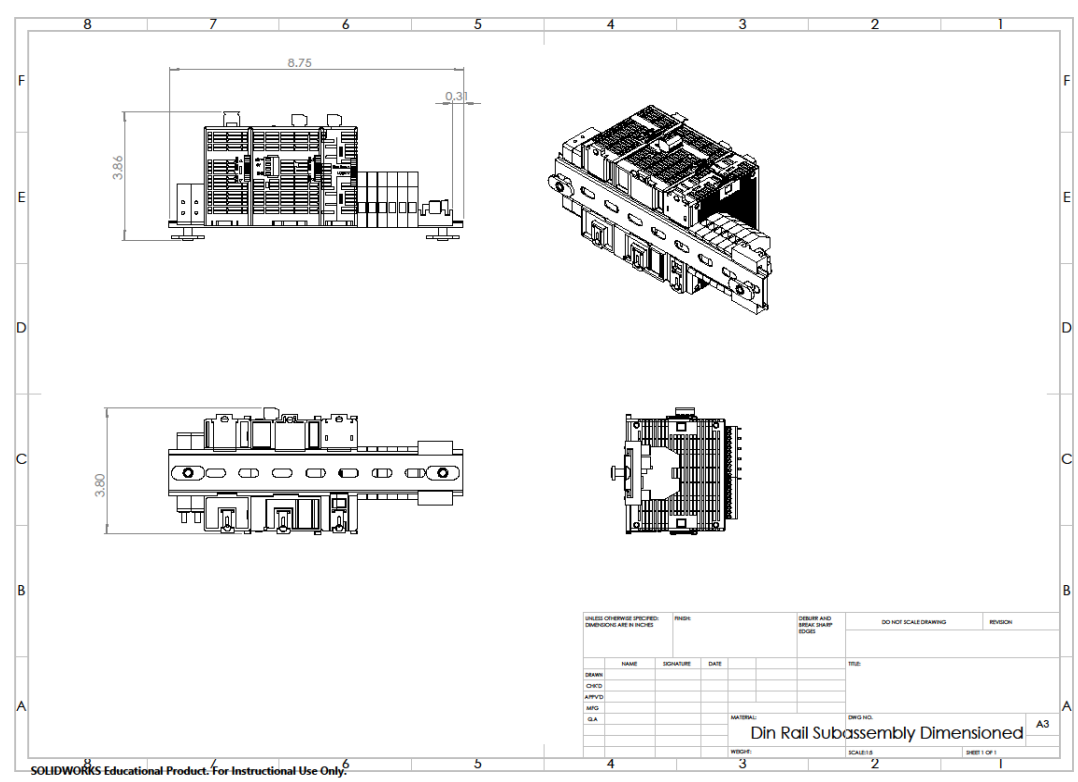 8 7 6 5 4 3 2 1
8.75
F F
0.31
3.86
E E
D D
C C
3.80
B B
UNLESS OTHERWISE SPECIFIED:
DIMENSIONS ARE IN INCHES
FINISH:
DEBURR AND
BREAK SHARP
EDGES
DO NOT SCALE DRAWING
REVISION
NAME SIGNATURE DATE
TITLE:
DRAWN
CHK'D
APPV'D
MFG
Q.A
A A
MATERIAL:
DWG NO.
Din Rail Subassembly Dimensioned
A3
WEIGHT:
SCALE:1:5
SHEET 1 OF 1
8 6 5 4 3 2 1
SOLIDWORKS Educational Product. For Instructional Use Only.